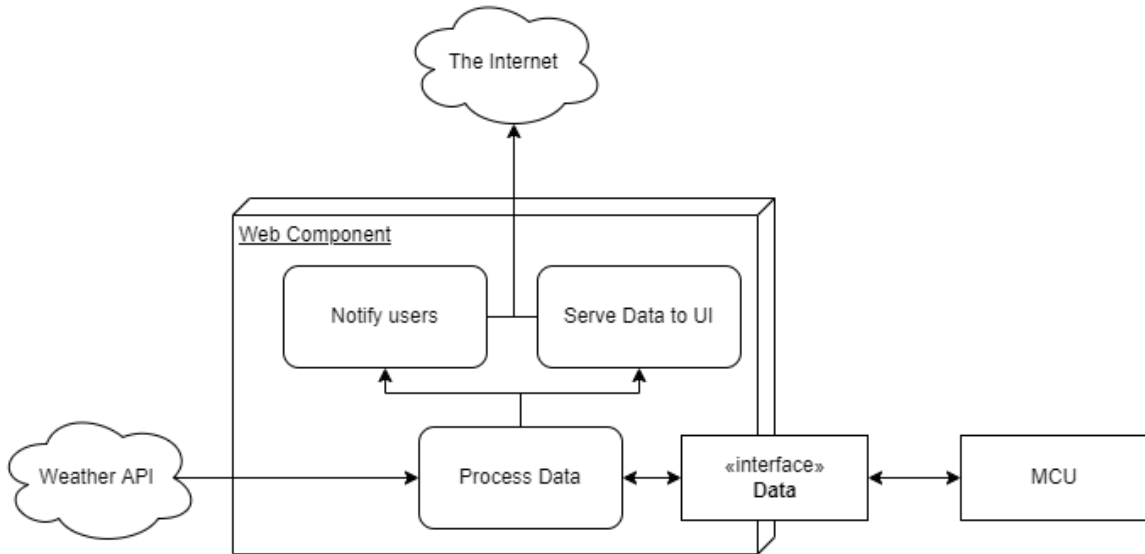 The Internet
Web Component
Notify users
Serve Data to UI
Weather API
Process Data
«interface»
Data
MCU